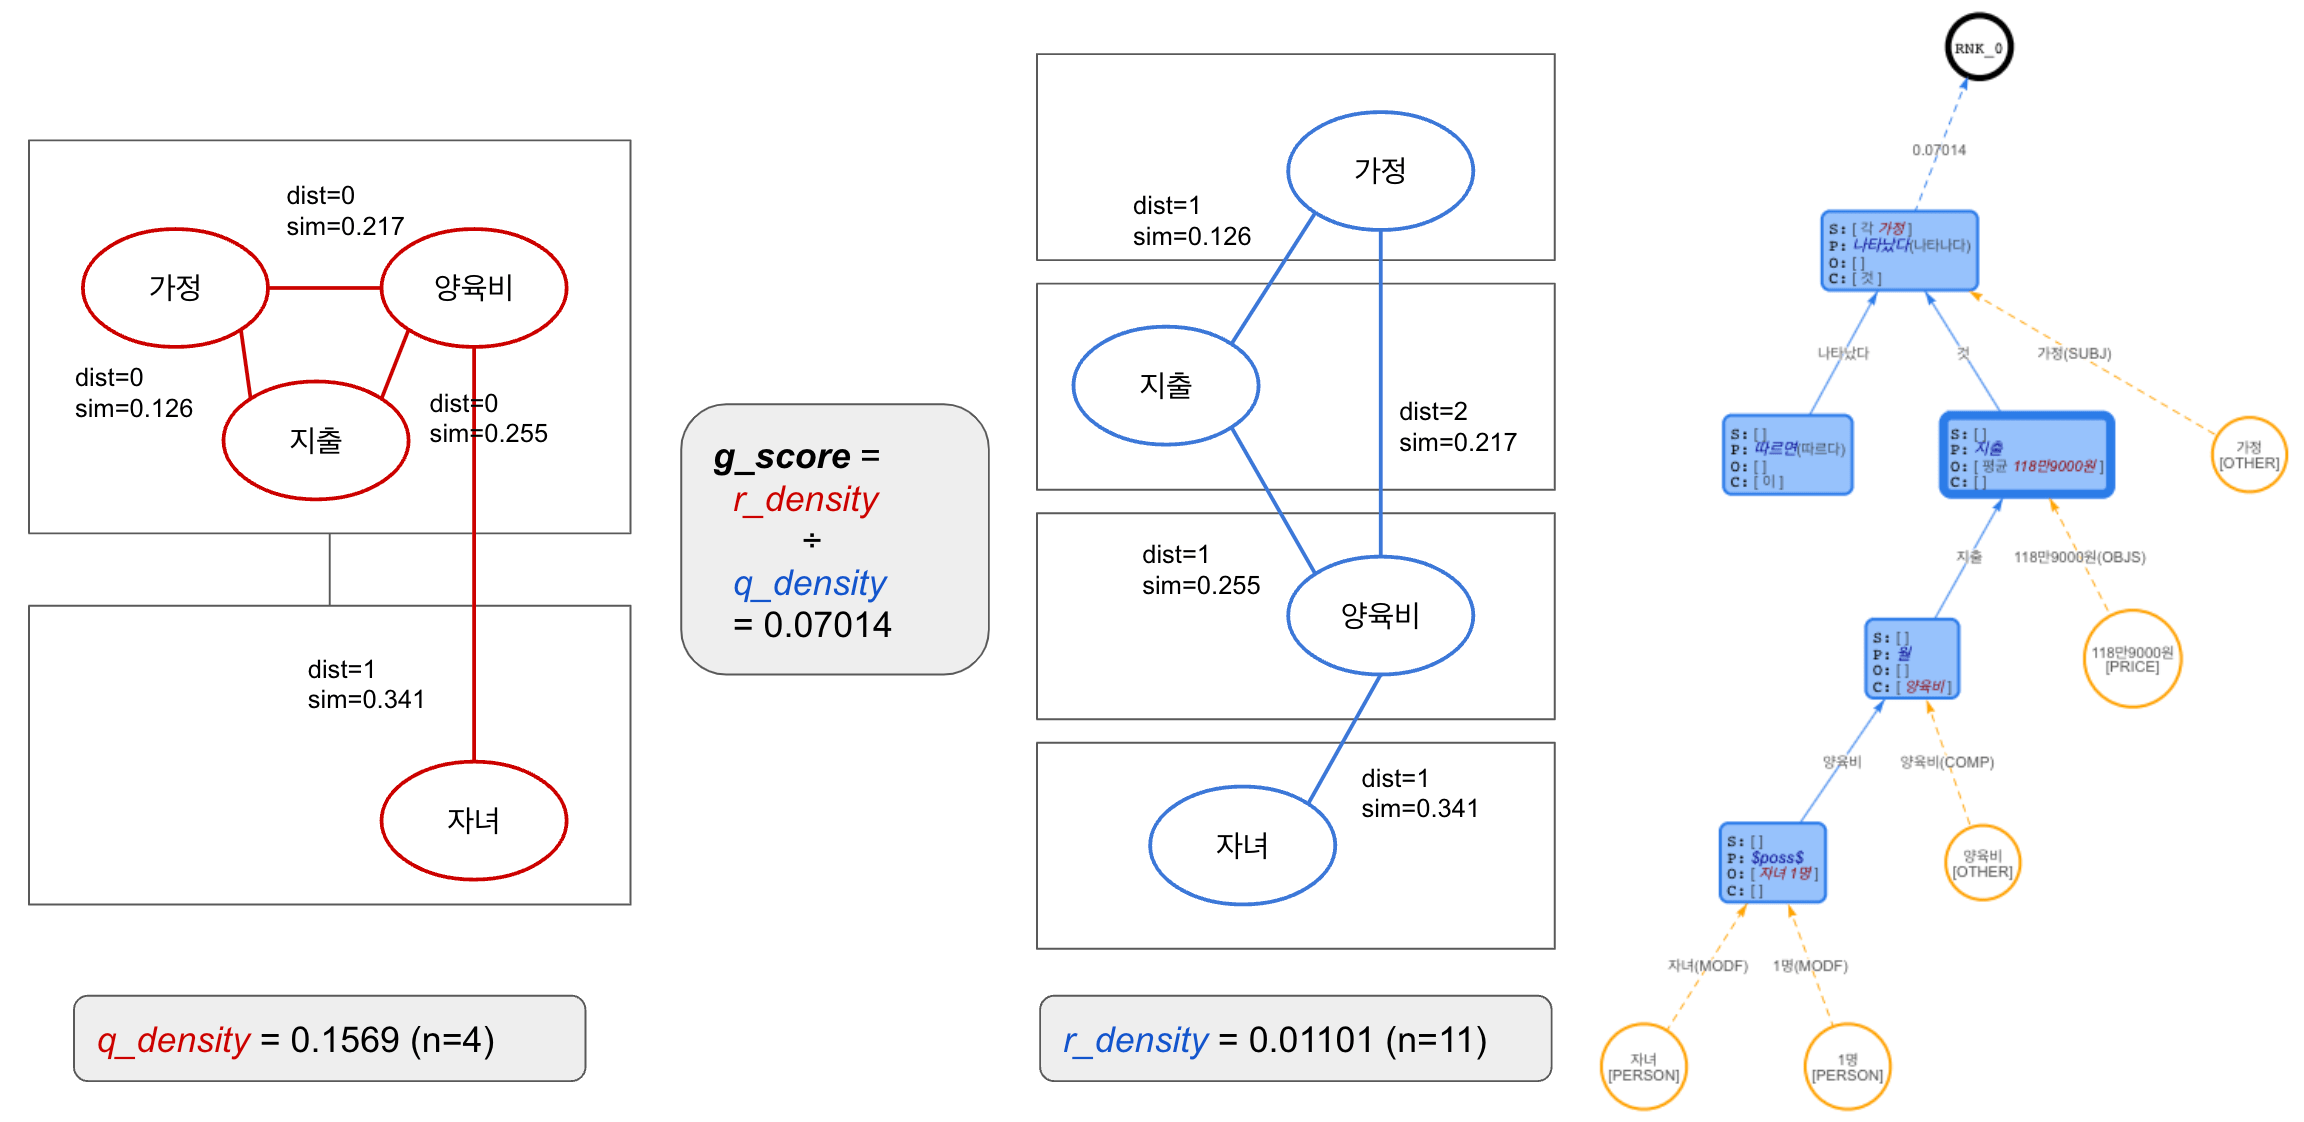 dist=0
sim=0.217
가정
양육비
dist=0
sim=0.126
지출
dist=0
sim=0.255
dist=1
sim=0.341
자녀
q_density = 0.1569 (n=4)
g_score =
r_density
÷
q_density
= 0.07014
가정
dist=1
sim=0.126
지출
dist=2
sim=0.217
dist=1
sim=0.255
양육비
dist=1
sim=0.341
자녀
r_density = 0.01101 (n=11)
RNK_0
0.07014
S: [ 각 가정 ]
P: 나타났다(나타나다)
O: [ ]
C: [ 것 ]
나타났다
것
가정(SUBJ)
S: [ ]
P: 따르면(따르다)
O: [ ]
C: [ 이 ]
S: [ ]
P: 지출
O: [ 평균 118만9000원 ]
C: [ ]
가정
[OTHER]
지출
118만9000원(OBJS)
S: [ ]
P: 월
O: [ ]
C: [ 양육비 ]
118만9000원
[PRICE]
양육비
양육비(COMP)
S: [ ]
P: $poss$
O: [ 자녀 1명 ]
C: [ ]
양육비
[OTHER]
자녀(MODF)
1명(MODF)
자녀
[PERSON]
1명
[PERSON]